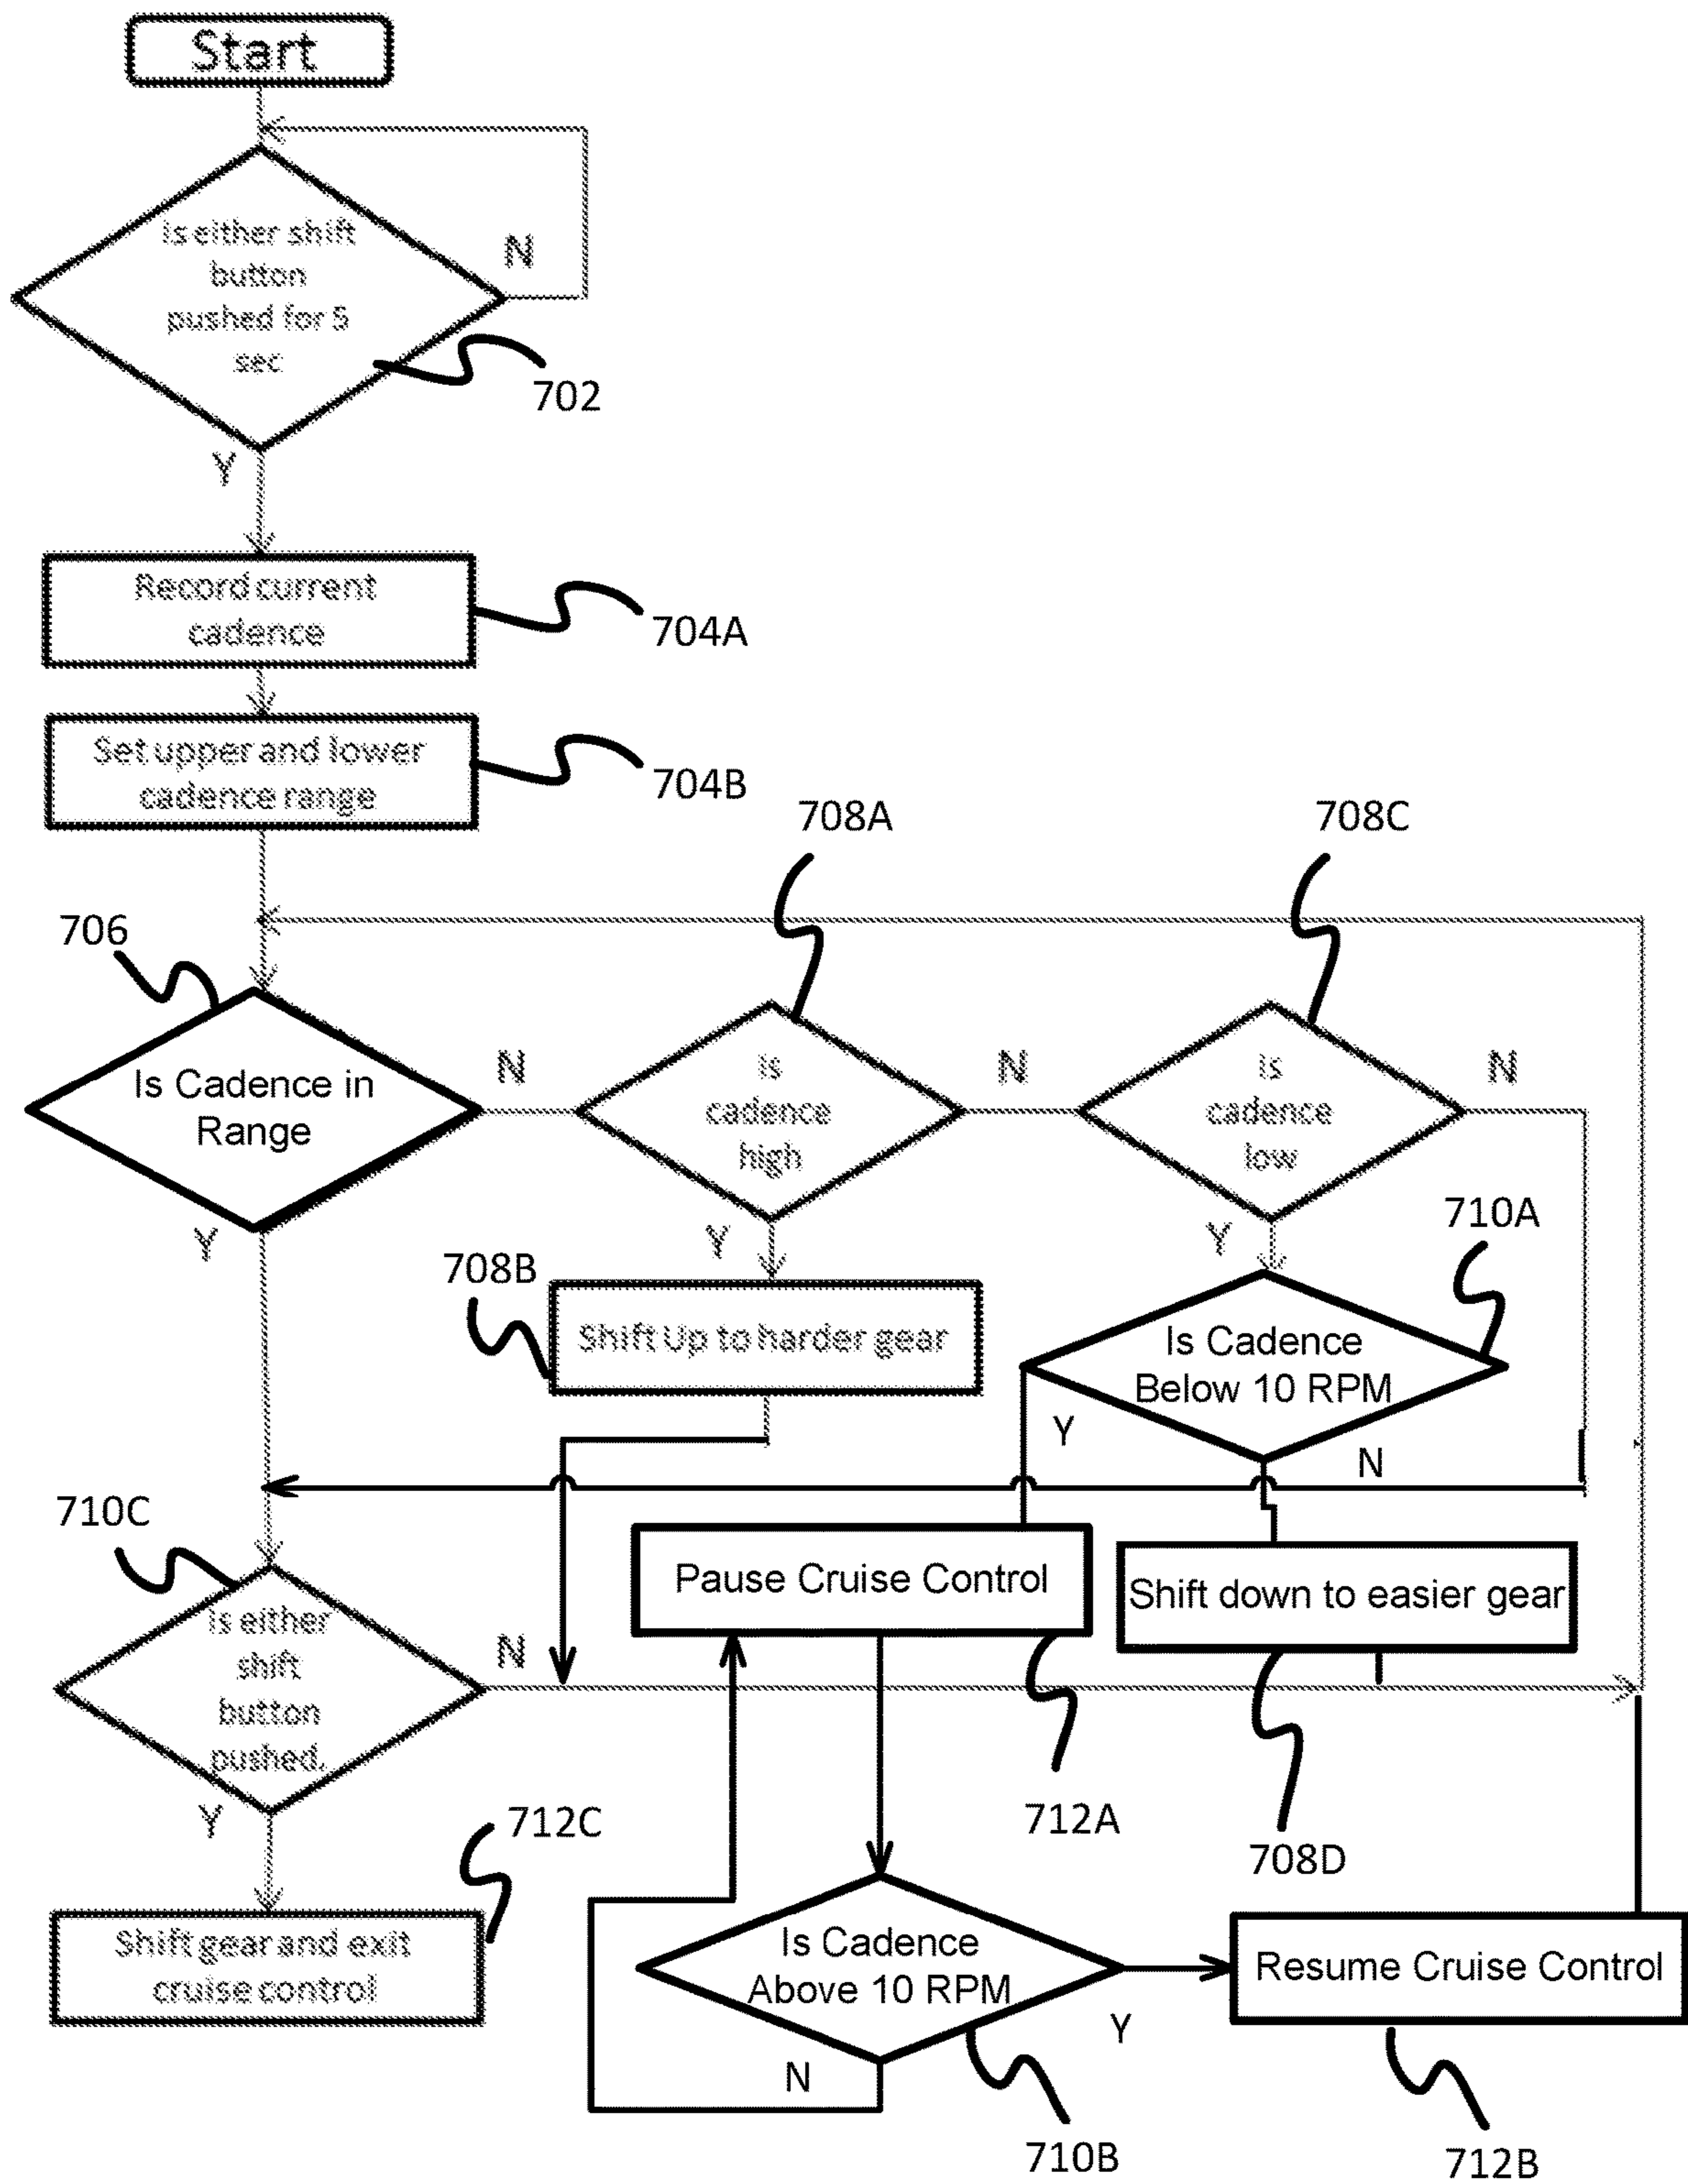 Start
Is either shift
button
pushed for 5
sec
N
702
Y
Record current
cadence
704A
Set upper and lower
cadence range
704B
708A
708C
706
Is Cadence in
Range
N
Is
cadence
high
N
Is
cadence
low
N
Y
Y
Y
710A
708B
Shift Up to harder gear
Is Cadence
Below 10 RPM
Y
N
710C
Is either
shift
button
pushed.
N
Pause Cruise Control
Shift down to easier gear
Y
712C
712A
708D
Shift gear and exit
cruise control
Is Cadence
Above 10 RPM
Y
N
Resume Cruise Control
710B
712B